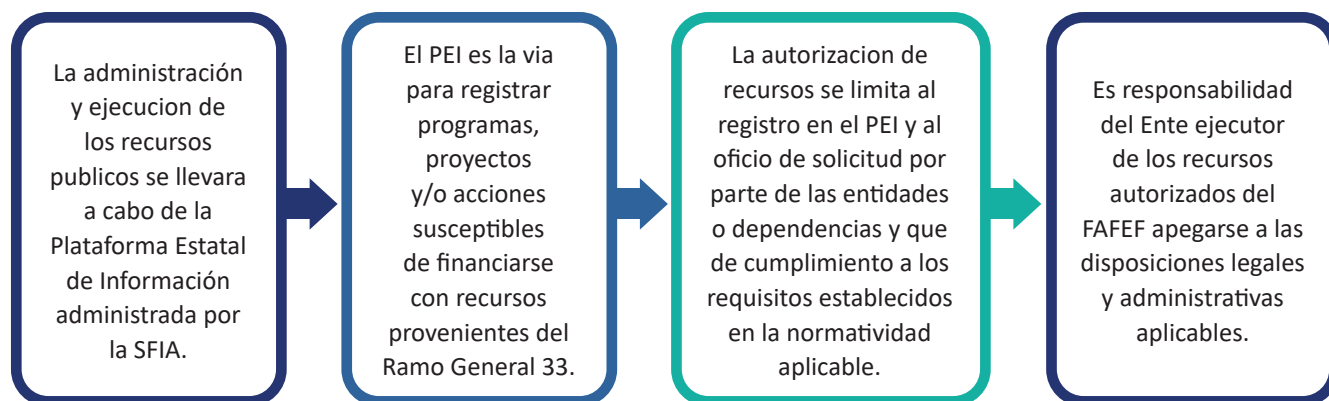 La administración
y ejecucion de
los recursos
publicos se llevara
a cabo de la
Plataforma Estatal
de Información
administrada por
la SFIA.
El PEI es la via
para registrar
programas,
proyectos
y/o acciones
susceptibles
de financiarse
con recursos
provenientes del
Ramo General 33.
La autorizacion de
recursos se limita al
registro en el PEI y al
oficio de solicitud por
parte de las entidades
o dependencias y que
de cumplimiento a los
requisitos establecidos
en la normatividad
aplicable.
Es responsabilidad
del Ente ejecutor
de los recursos
autorizados del
FAFEF apegarse a las
disposiciones legales
y administrativas
aplicables.